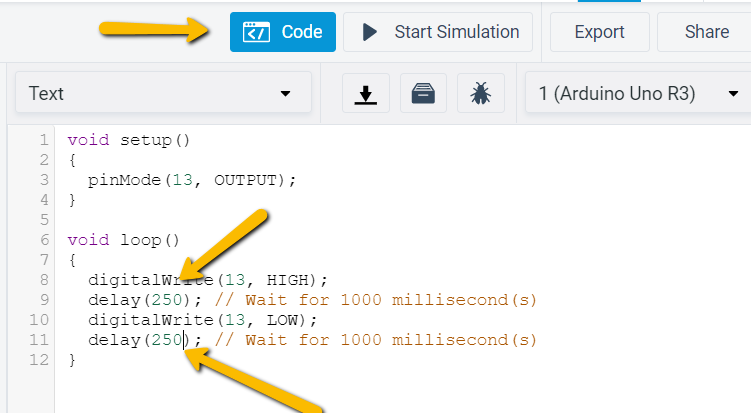 Code
Start Simulation
Export
Share
Text
1 (Arduino Uno R3)
1 void setup()
2 {
3   pinMode(13, OUTPUT);
4 }
5
6 void loop()
7 {
8   digitalWrite(13, HIGH);
9   delay(250); // Wait for 1000 millisecond(s)
10   digitalWrite(13, LOW);
11   delay(250); // Wait for 1000 millisecond(s)
12 }